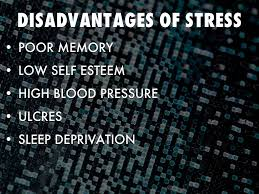 DISADVANTAGES OF STRESS
• POOR MEMORY
• LOW SELF ESTEEM
• HIGH BLOOD PRESSURE
• ULCRES
• SLEEP DEPRIVATION